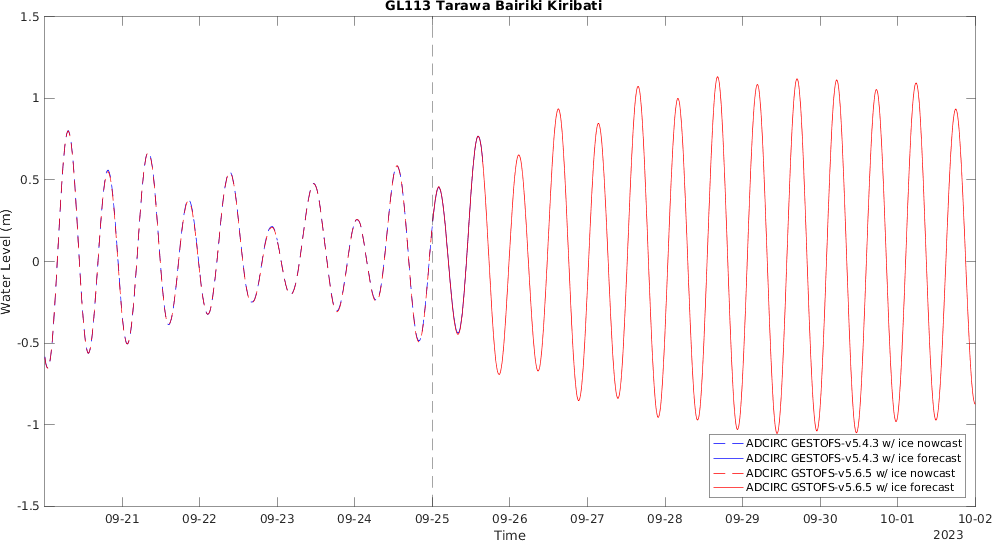 GL113 Tarawa Bairiki Kiribati
1.5
1
0.5
0
-0.5
-1
-1.5
Water Level (m)
09-21 09-22 09-23 09-24 09-25 09-26 09-27 09-28 09-29 09-30 10-01 10-02
Time
2023
ADCIRC GESTOFS-v5.4.3 w/ ice nowcast
ADCIRC GESTOFS-v5.4.3 w/ ice forecast
ADCIRC GSTOFS-v5.6.5 w/ ice nowcast
ADCIRC GSTOFS-v5.6.5 w/ ice forecast